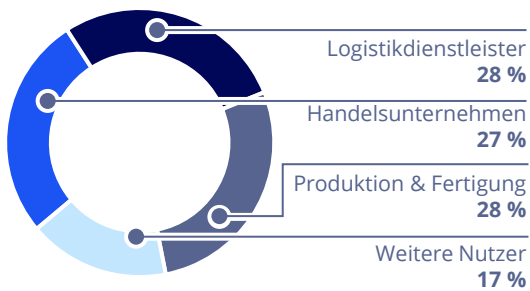 Logistikdienstleister
28 %
Handelsunternehmen
27 %
Produktion & Fertigung
28 %
Weitere Nutzer
17 %